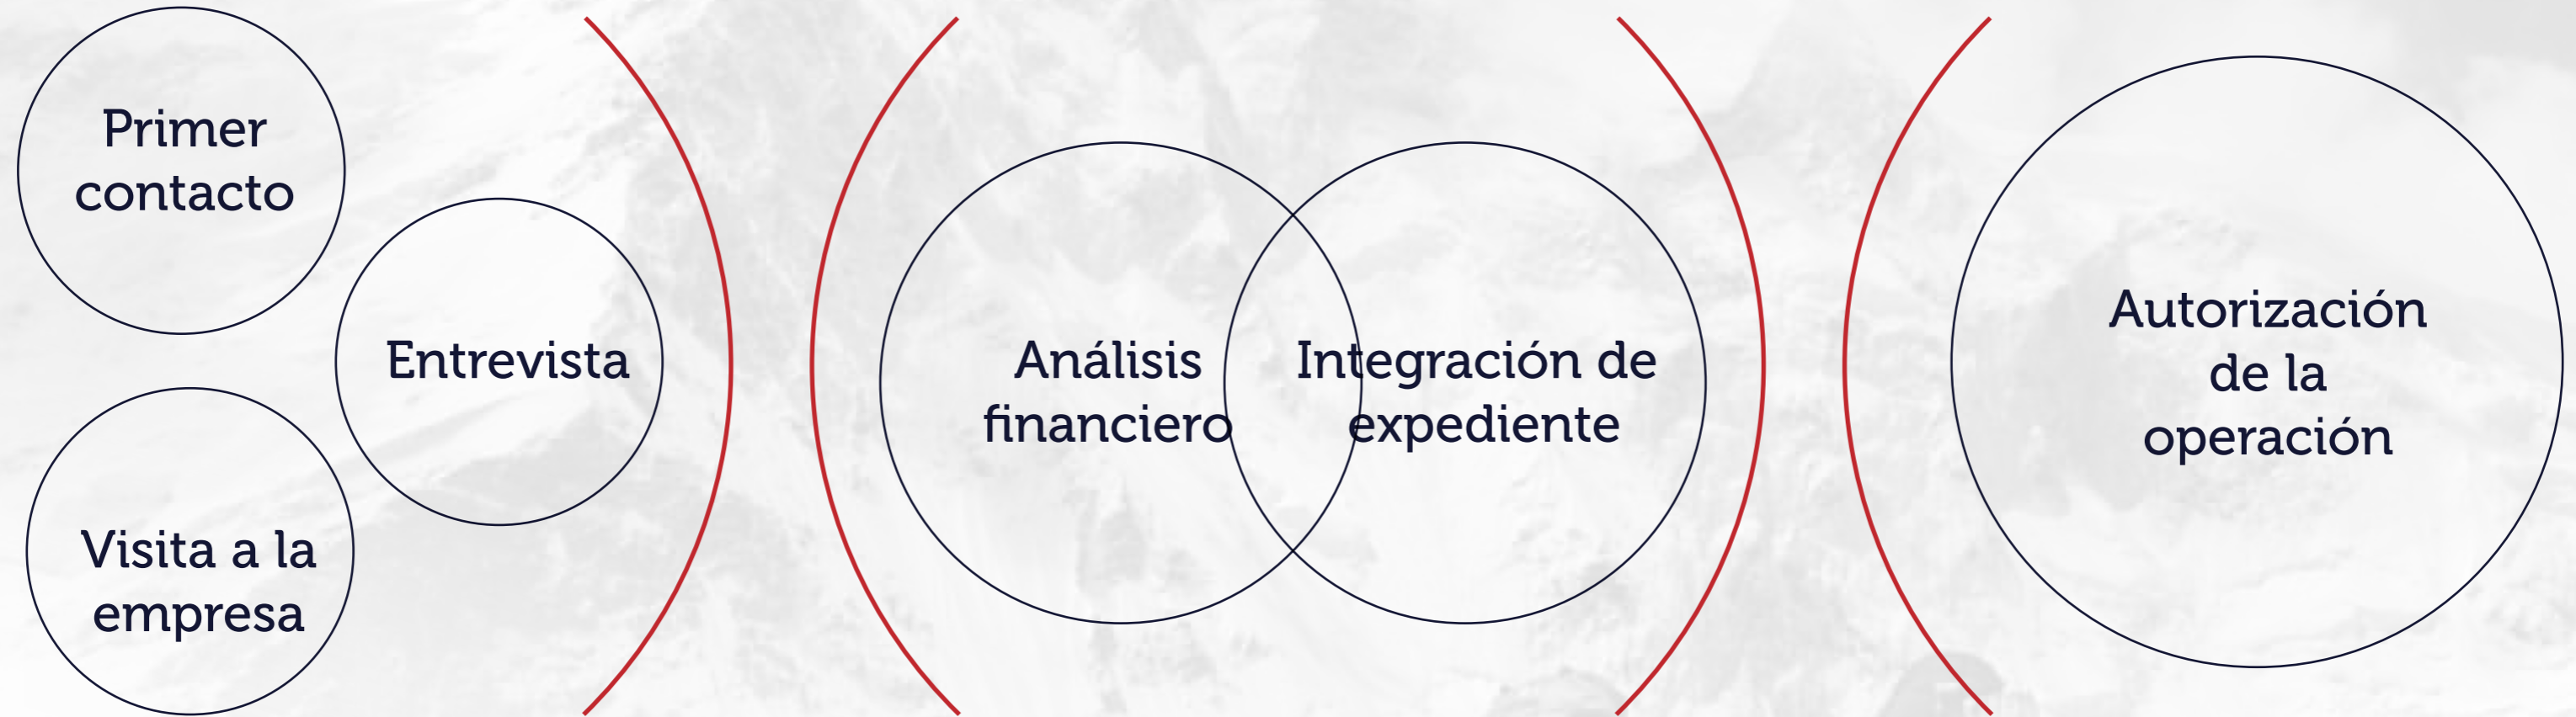 Primer
contacto
Entrevista
Visita a la
empresa
Análisis
financiero
Integración de
expediente
Autorización
de la
operación